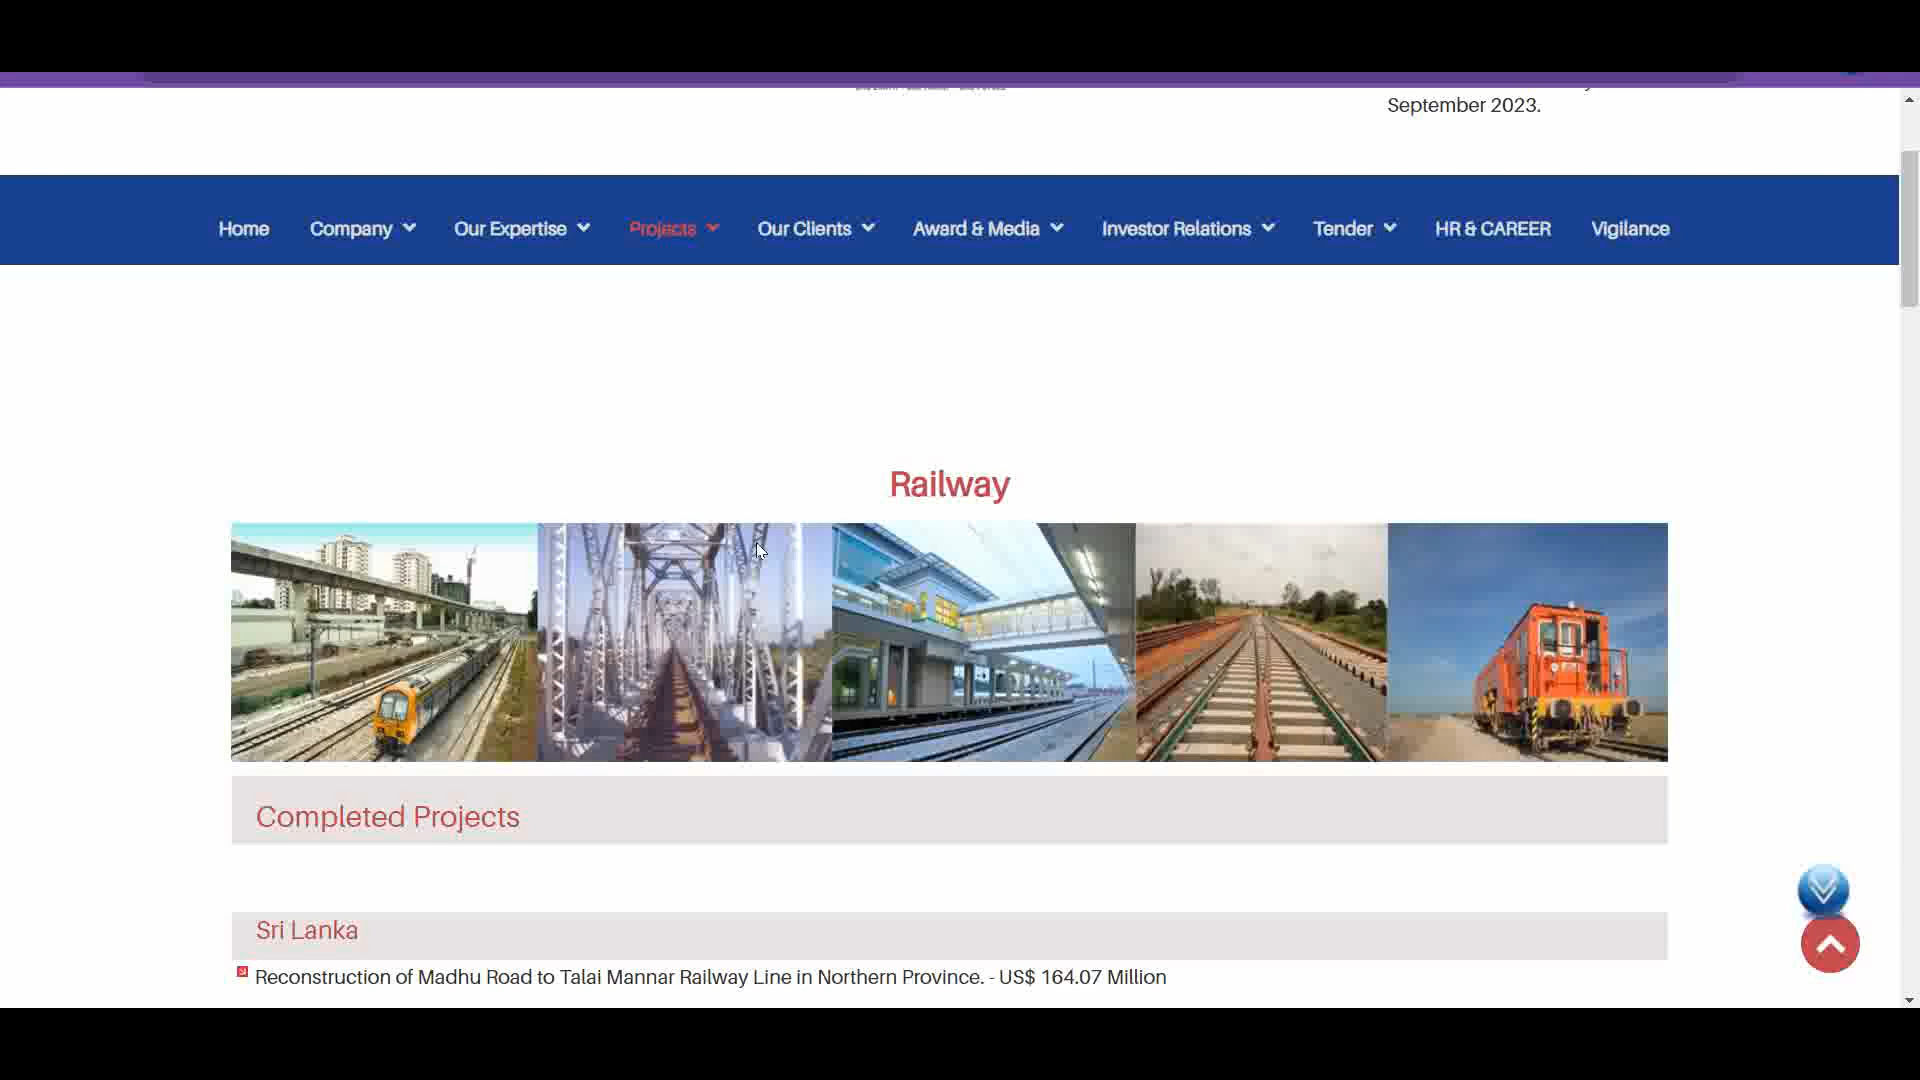 September 2023.
Home Company Our Expertise Projects Our Clients Award & Media Investor Relations Tender HR & CAREER Vigilance
Railway
Completed Projects
Sri Lanka
Reconstruction of Madhu Road to Talai Mannar Railway Line in Northern Province. - US$ 164.07 Million